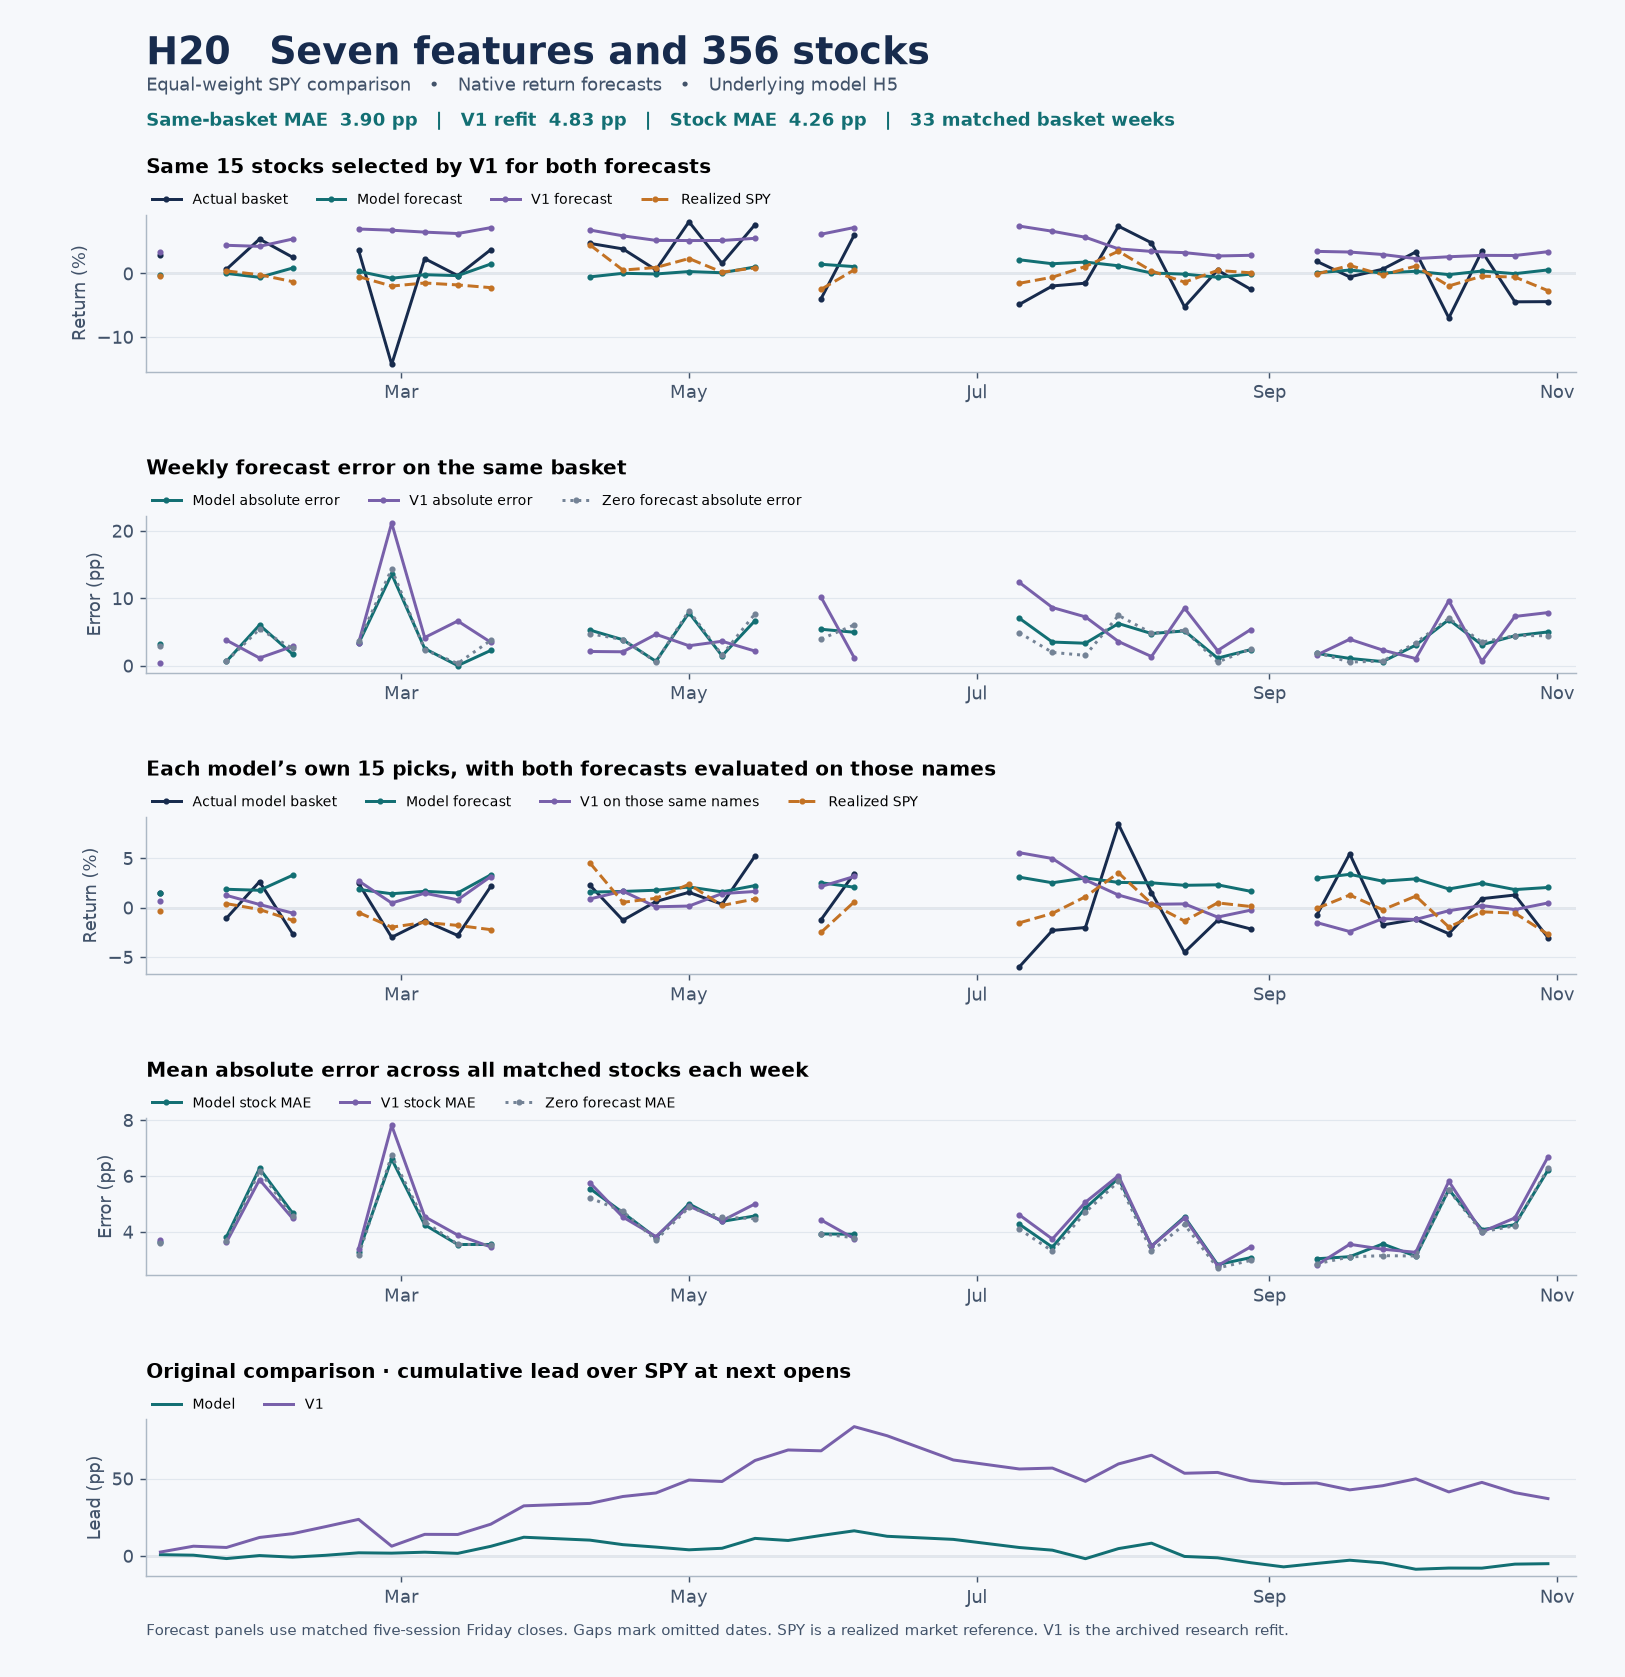 H20   Seven features and 356 stocks
Equal-weight SPY comparison • Native return forecasts • Underlying model H5
Same-basket MAE 3.90 pp | V1 refit 4.83 pp | Stock MAE 4.26 pp | 33 matched basket weeks
Same 15 stocks selected by V1 for both forecasts
Actual basket Model forecast V1 forecast Realized SPY
Return (%)
0
−10
Mar May Jul Sep Nov
Weekly forecast error on the same basket
Model absolute error V1 absolute error Zero forecast absolute error
Error (pp)
20
10
0
Mar May Jul Sep Nov
Each model’s own 15 picks, with both forecasts evaluated on those names
Actual model basket Model forecast V1 on those same names Realized SPY
Return (%)
5
0
−5
Mar May Jul Sep Nov
Mean absolute error across all matched stocks each week
Model stock MAE V1 stock MAE Zero forecast MAE
Error (pp)
8
6
4
Mar May Jul Sep Nov
Original comparison · cumulative lead over SPY at next opens
Model V1
Lead (pp)
50
0
Mar May Jul Sep Nov
Forecast panels use matched five-session Friday closes. Gaps mark omitted dates. SPY is a realized market reference. V1 is the archived research refit.